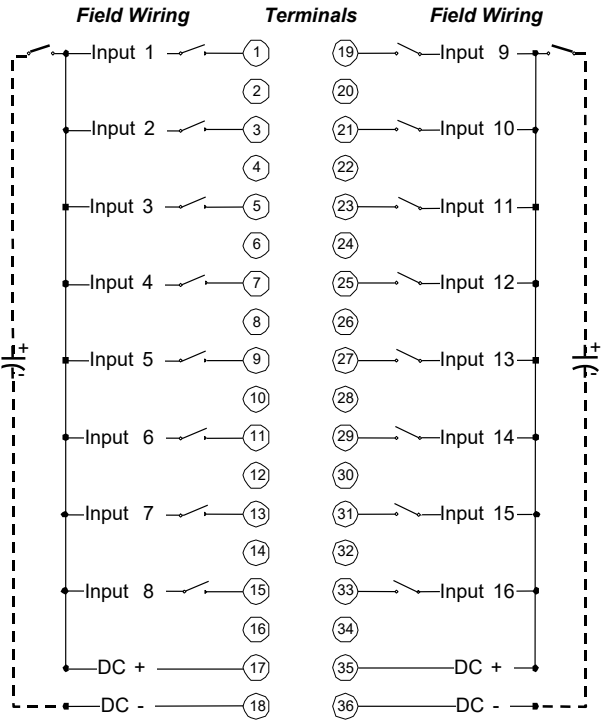 Field Wiring Terminals Field Wiring
Input 1 1 19 Input 9
2 20
Input 2 3 21 Input 10
4 22
Input 3 5 23 Input 11
6 24
Input 4 7 25 Input 12
8 26
+ +
Input 5 9 27 Input 13
- -
10 28
Input 6 11 29 Input 14
12 30
Input 7 13 31 Input 15
14 32
Input 8 15 33 Input 16
16 34
DC + 17 35 DC +
DC - 18 36 DC -